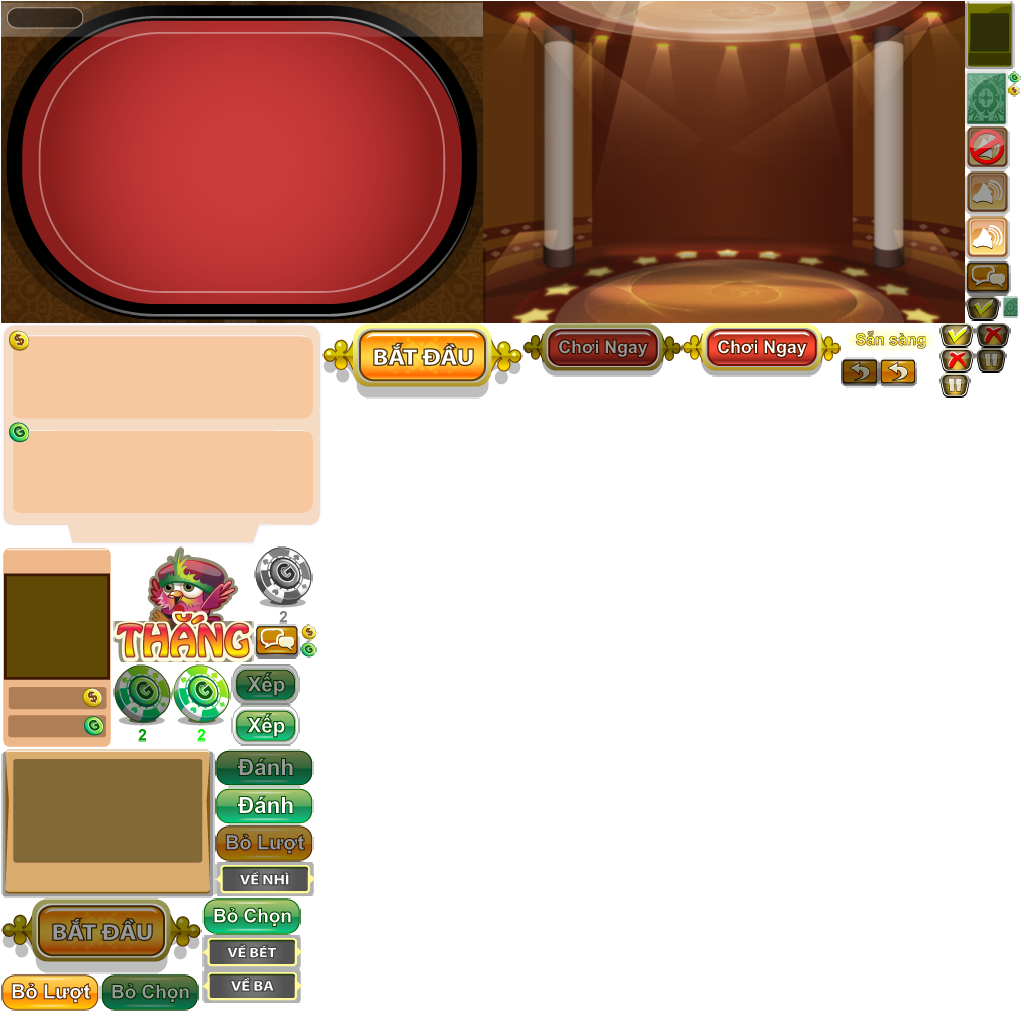 $
G
BẮT ĐẦU
Chơi Ngay
Chơi Ngay
Sẵn sàng
$
G
THẮNG
G
2
$
G
$
G
G
2
G
2
Xếp
Xếp
Đánh
Đánh
Bỏ Lượt
VỀ NHÌ
BẮT ĐẦU
Bỏ Chọn
VỀ BÉT
VỀ BA
Bỏ Lượt
Bỏ Chọn